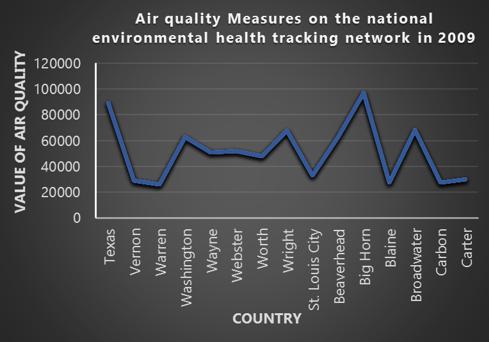 Air quality Measures on the national
environmental health tracking network in 2009
VALUE OF AIR QUALITY
120000
100000
80000
60000
40000
20000
0
Texas
Vernon
Warren
Washington
Wayne
Webster
Worth
Wright
St. Louis City
Beaverhead
Big Horn
Blaine
Broadwater
Carbon
Carter
COUNTRY